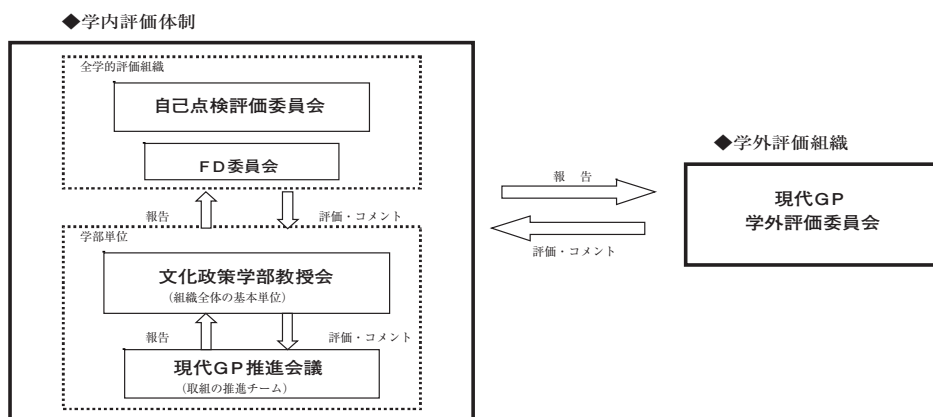 ◆学内評価体制
全学的評価組織
自己点検評価委員会
FD委員会
報告
評価・コメント
学部単位
文化政策学部教授会
（組織全体の基本単位）
報告
評価・コメント
現代GP推進会議
（取組の推進チーム）
報　告
評価・コメント
◆学外評価組織
現代GP
学外評価委員会